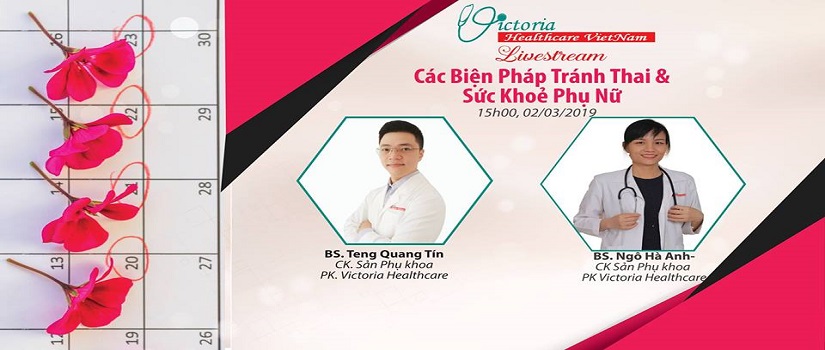 Victoria
Healthcare VietNam
Livestream
Các Biện Pháp Tránh Thai &
Sức Khoẻ Phụ Nữ
15h00, 02/03/2019
BS. Teng Quang Tín
CK. Sản Phụ khoa
PK. Victoria Healthcare
BS. Ngô Hà Anh-
CK Sản Phụ khoa
PK Victoria Healthcare
16 23 30
22 29
21 28
13 20 27
12 19 26